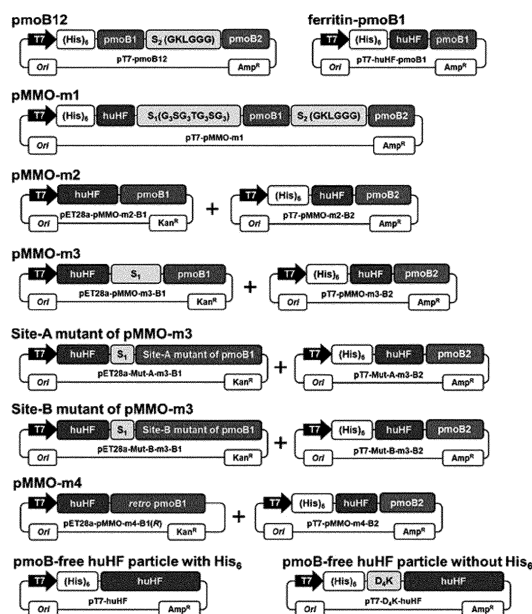 pmoB12 ferritin-pmoB1
T7 (His)6 pmoB1 S2 (GKLGGG) pmoB2 T7 (His)6 huHF pmoB1
pT7-pmoB12 pT7-huHF-pmoB1
Ori AmpR Ori AmpR
pMMO-m1
T7 (His)6 huHF S1(G3SG3TG3SG3) pmoB1 S2 (GKLGGG) pmoB2
pT7-pMMO-m1
Ori AmpR
pMMO-m2
T7 huHF pmoB1 + T7 (His)6 huHF pmoB2
pET28a-pMMO-m2-B1 pT7-pMMO-m2-B2
Ori KanR Ori AmpR
pMMO-m3
T7 huHF S1 pmoB1 + T7 (His)6 huHF pmoB2
pET28a-pMMO-m3-B1 pT7-pMMO-m3-B2
Ori KanR Ori AmpR
Site-A mutant of pMMO-m3
T7 huHF S1 Site-A mutant of pmoB1 + T7 (His)6 huHF pmoB2
pET28a-Mut-A-m3-B1 pT7-Mut-A-m3-B2
Ori KanR Ori AmpR
Site-B mutant of pMMO-m3
T7 huHF S1 Site-B mutant of pmoB1 + T7 (His)6 huHF pmoB2
pET28a-Mut-B-m3-B1 pT7-Mut-B-m3-B2
Ori KanR Ori AmpR
pMMO-m4
T7 huHF retro pmoB1 + T7 (His)6 huHF pmoB2
pET28a-pMMO-m4-B1(R) pT7-pMMO-m4-B2
Ori KanR Ori AmpR
pmoB-free huHF particle with His6 pmoB-free huHF particle without His6
T7 (His)6 huHF T7 (His)6 D4K huHF
pT7-huHF pT7-D4K-huHF
Ori AmpR Ori AmpR